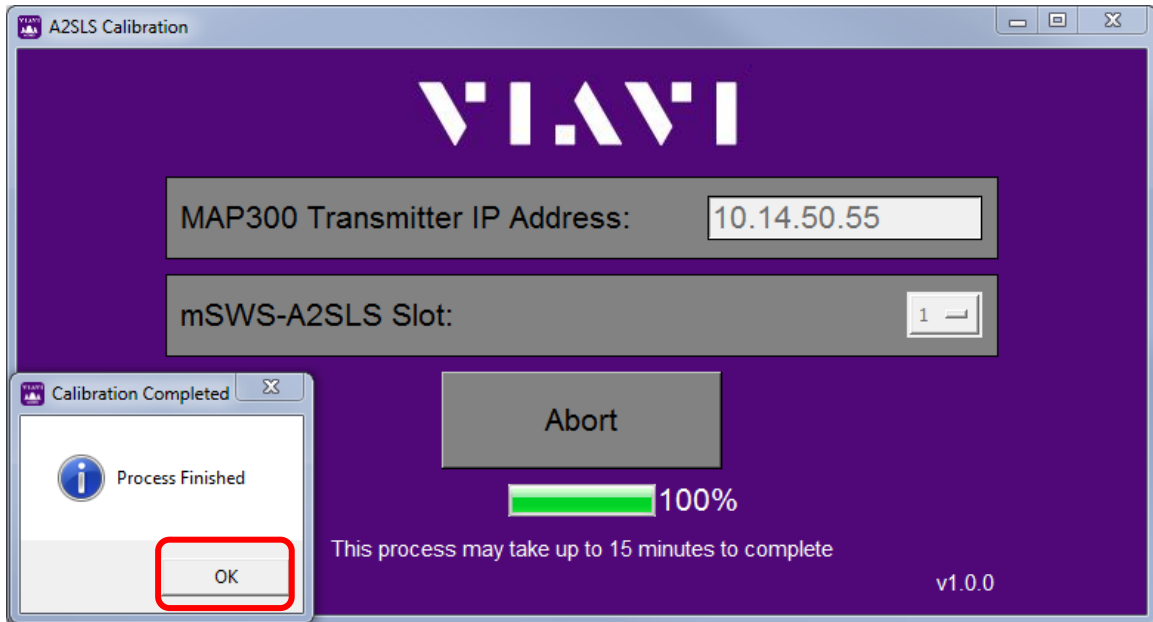 A2SLS Calibration
VIAVI
MAP300 Transmitter IP Address:
10.14.50.55
mSWS-A2SLS Slot:
1
Calibration Completed
Process Finished
OK
Abort
100%
This process may take up to 15 minutes to complete
v1.0.0